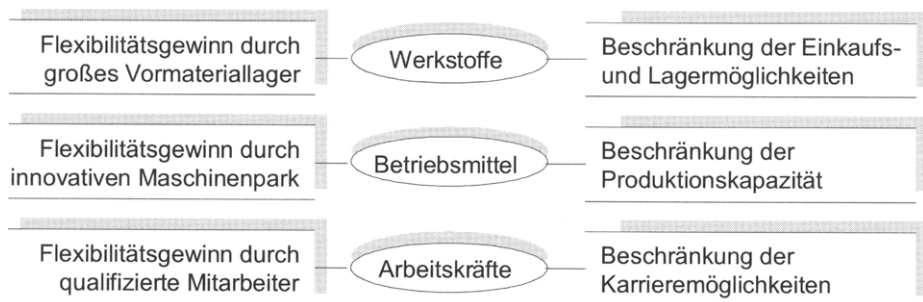 Flexibilitätsgewinn durch
großes Vormateriallager
Werkstoffe
Beschränkung der Einkaufs-
und Lagermöglichkeiten
Flexibilitätsgewinn durch
innovativen Maschinenpark
Betriebsmittel
Beschränkung der
Produktionskapazität
Flexibilitätsgewinn durch
qualifizierte Mitarbeiter
Arbeitskräfte
Beschränkung der
Karrieremöglichkeiten